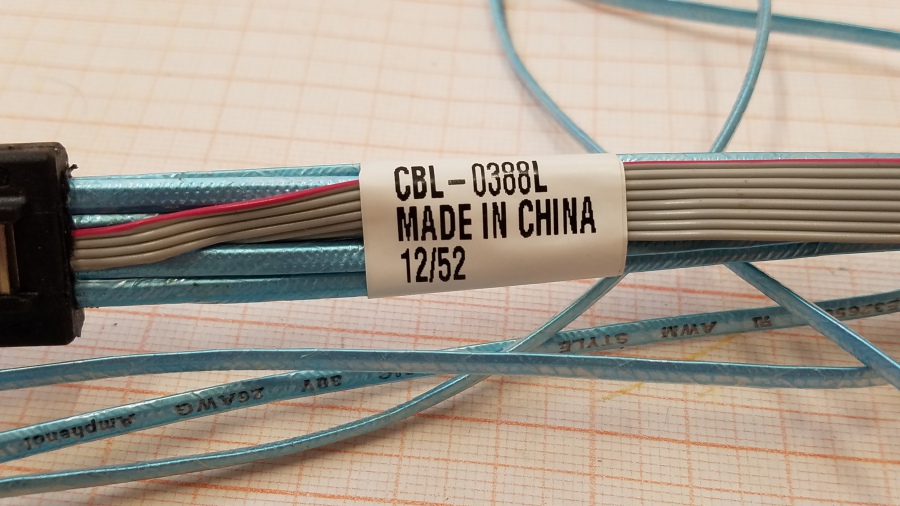 CBL-0388L
MADE IN CHINA
12/52
Amphenol 26AWG 30V
STYLE AWM